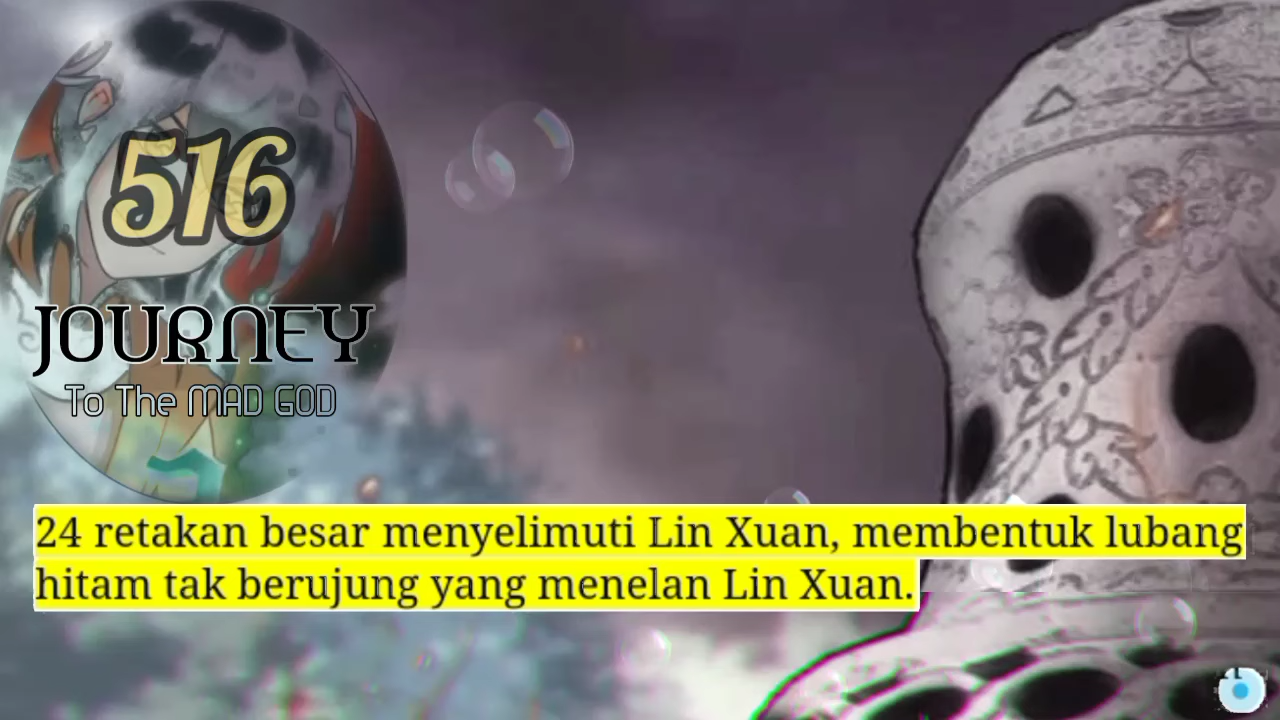 516
JOURNEY
To The MAD GOD
24 retakan besar menyelimuti Lin Xuan, membentuk lubang
hitam tak berujung yang menelan Lin Xuan.